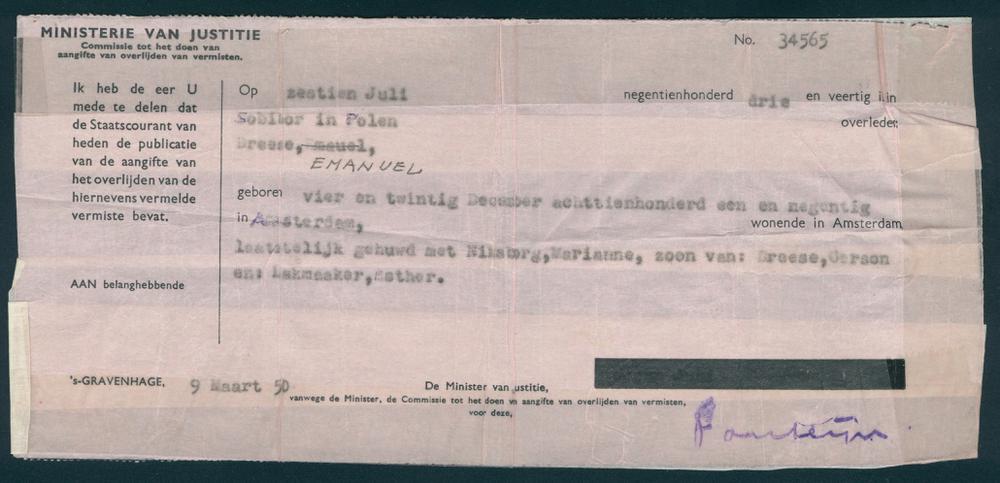 MINISTERIE VAN JUSTITIE
Commissie tot het doen van
aangifte van overlijden van vermisten.
No. 34565
Ik heb de eer U
mede te delen dat
de Staatscourant van
heden de publicatie
van de aangifte van
het overlijden van de
hiernevens vermelde
vermiste bevat.
AAN belanghebbende
Op zestien Juli negentienhonderd drie en veertig is in
Sobibor in Polen overleden
Dreese,
EMANUEL
geboren vier en twintig December achttienhonderd een en negentig
in Amsterdam, wonende in Amsterdam
laatstelijk gehuwd met Marianne, zoon van: Dreese, Gerson
en: Lakmaaker, Esther.
's-GRAVENHAGE, 9 Maart 50
De Minister van justitie,
vanwege de Minister, de Commissie tot het doen van aangifte van overlijden van vermisten,
voor deze,